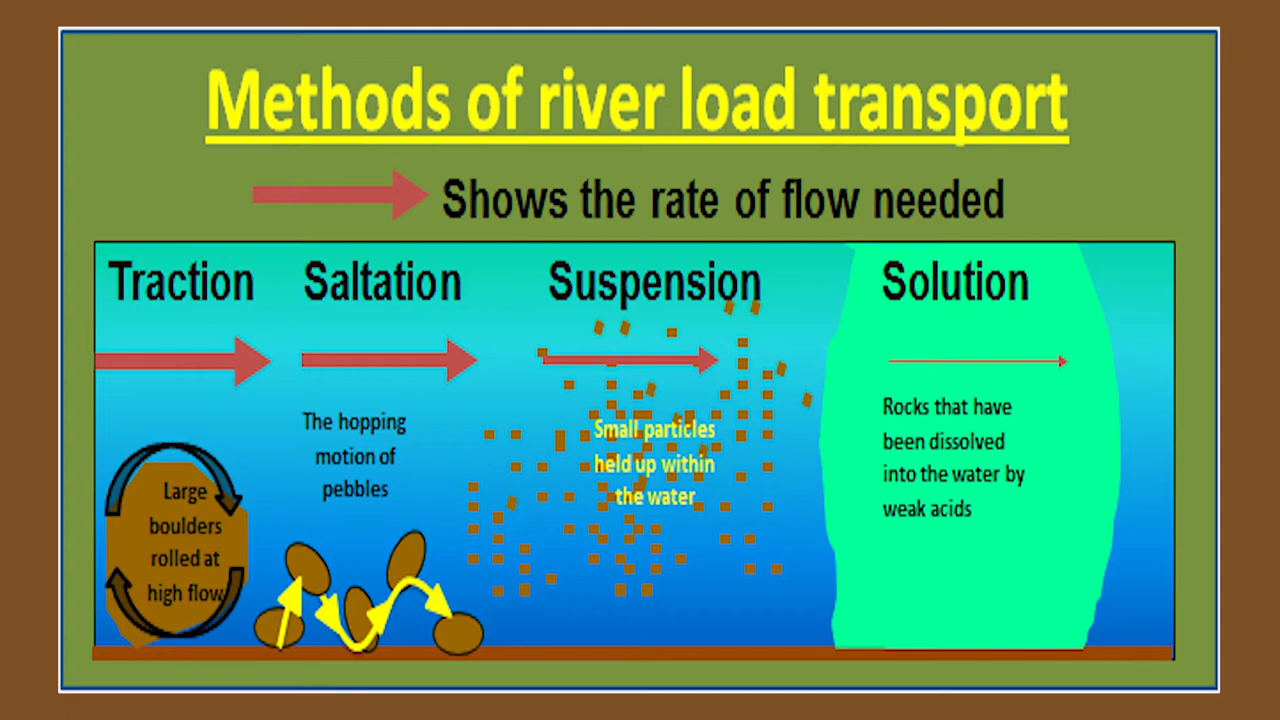 Methods of river load transport
Shows the rate of flow needed
Traction
Saltation
Suspension
Solution
Large
boulders
rolled at
high flow
The hopping
motion of
pebbles
Small particles
held up within
the water
Rocks that have
been dissolved
into the water by
weak acids